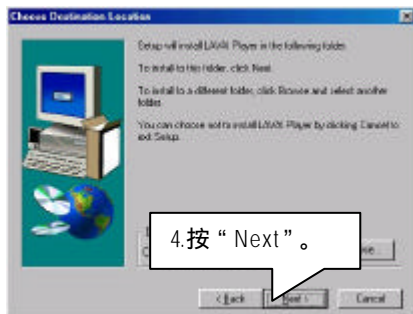 Choose Destination Location
Setup will install LAVA! Player in the following folder.
To install to this folder, click Next.
To install to a different folder, click Browse and select another
folder.
You can choose not to install LAVA! Player by clicking Cancel to
exit Setup.
4.按“Next”。
< Back
Next >
Cancel